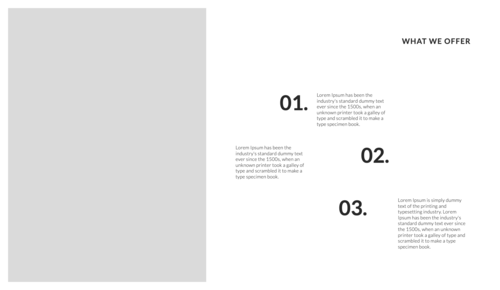 WHAT WE OFFER
01.
Lorem Ipsum has been the
industry's standard dummy text
ever since the 1500s, when an
unknown printer took a galley of
type and scrambled it to make a
type specimen book.
Lorem Ipsum has been the
industry's standard dummy text
ever since the 1500s, when an
unknown printer took a galley of
type and scrambled it to make a
type specimen book.
02.
03.
Lorem Ipsum is simply dummy
text of the printing and
typesetting industry. Lorem
Ipsum has been the industry's
standard dummy text ever since
the 1500s, when an unknown
printer took a galley of type and
scrambled it to make a type
specimen book.